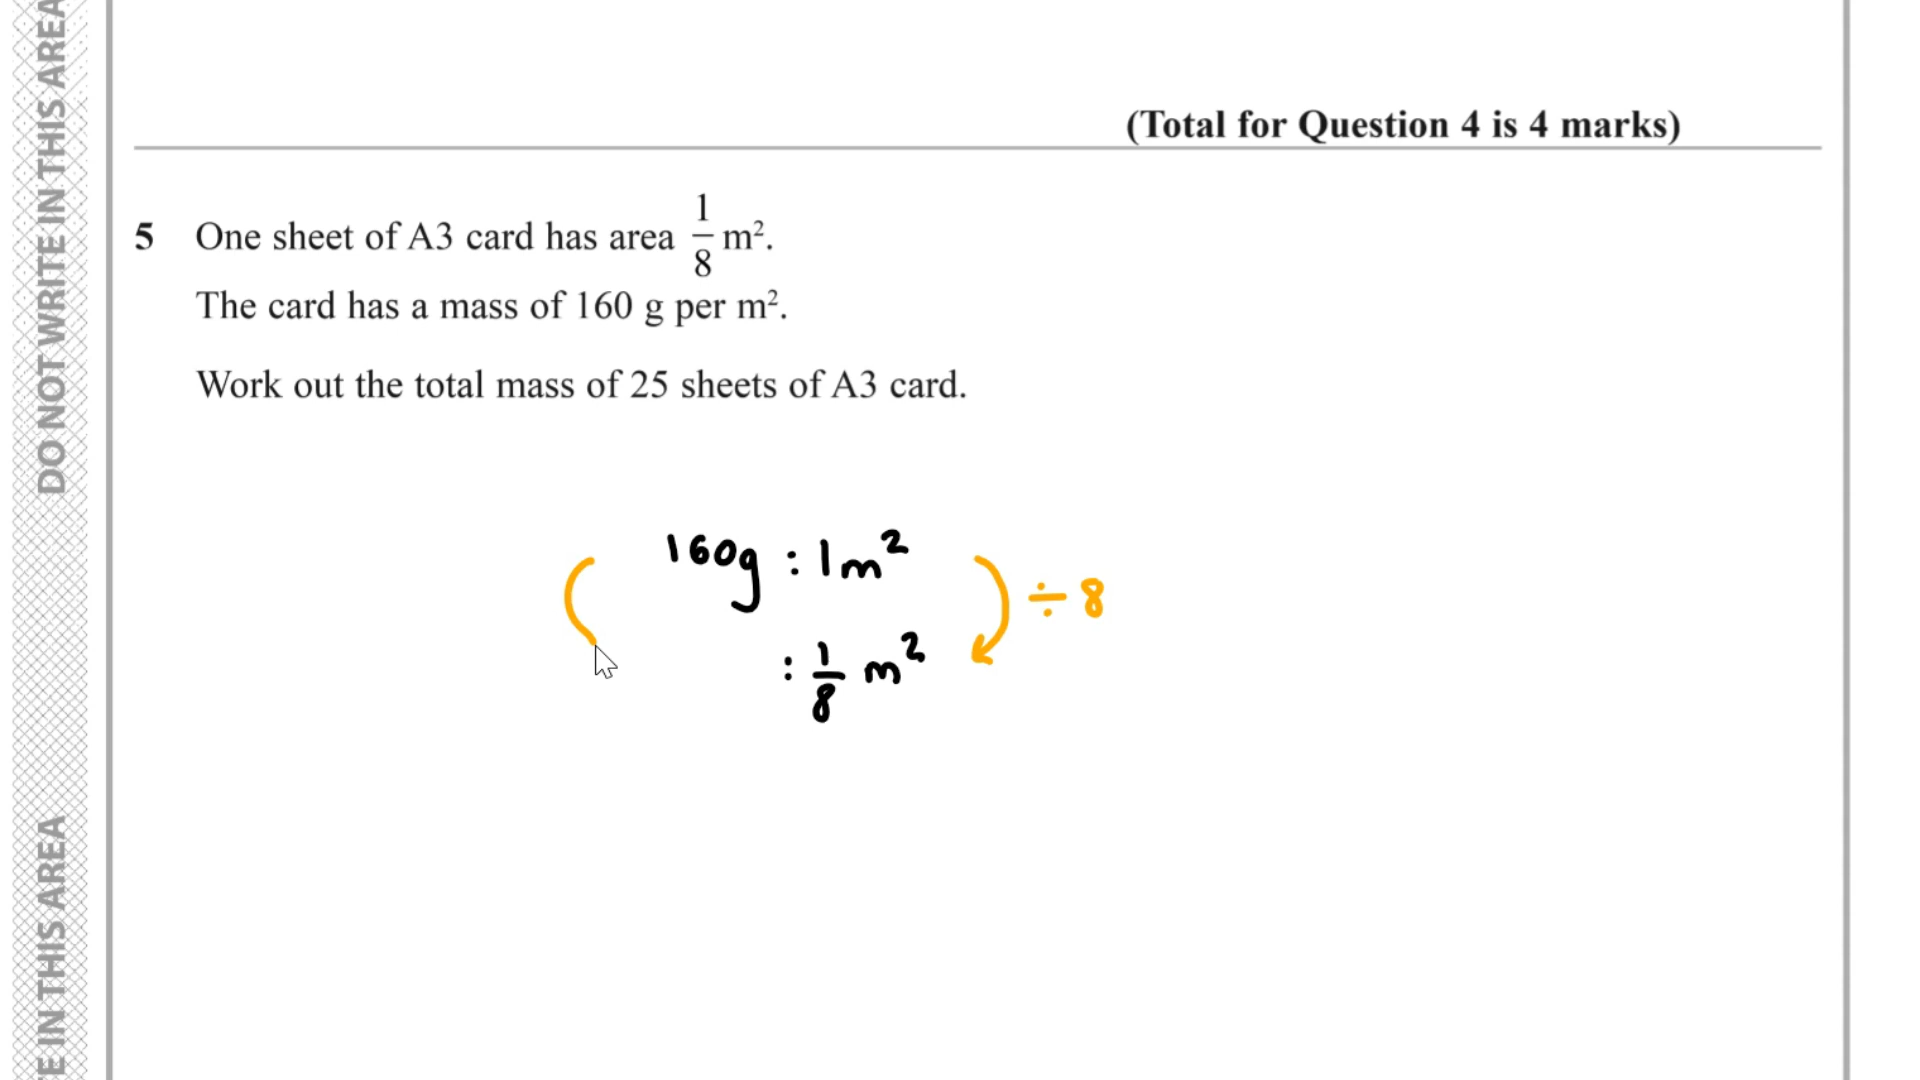 DO NOT WRITE IN THIS AREA
(Total for Question 4 is 4 marks)
5 One sheet of A3 card has area 1/8 m².
The card has a mass of 160 g per m².
Work out the total mass of 25 sheets of A3 card.
160g : 1m²
÷ 8
: 1/8 m²
E IN THIS AREA